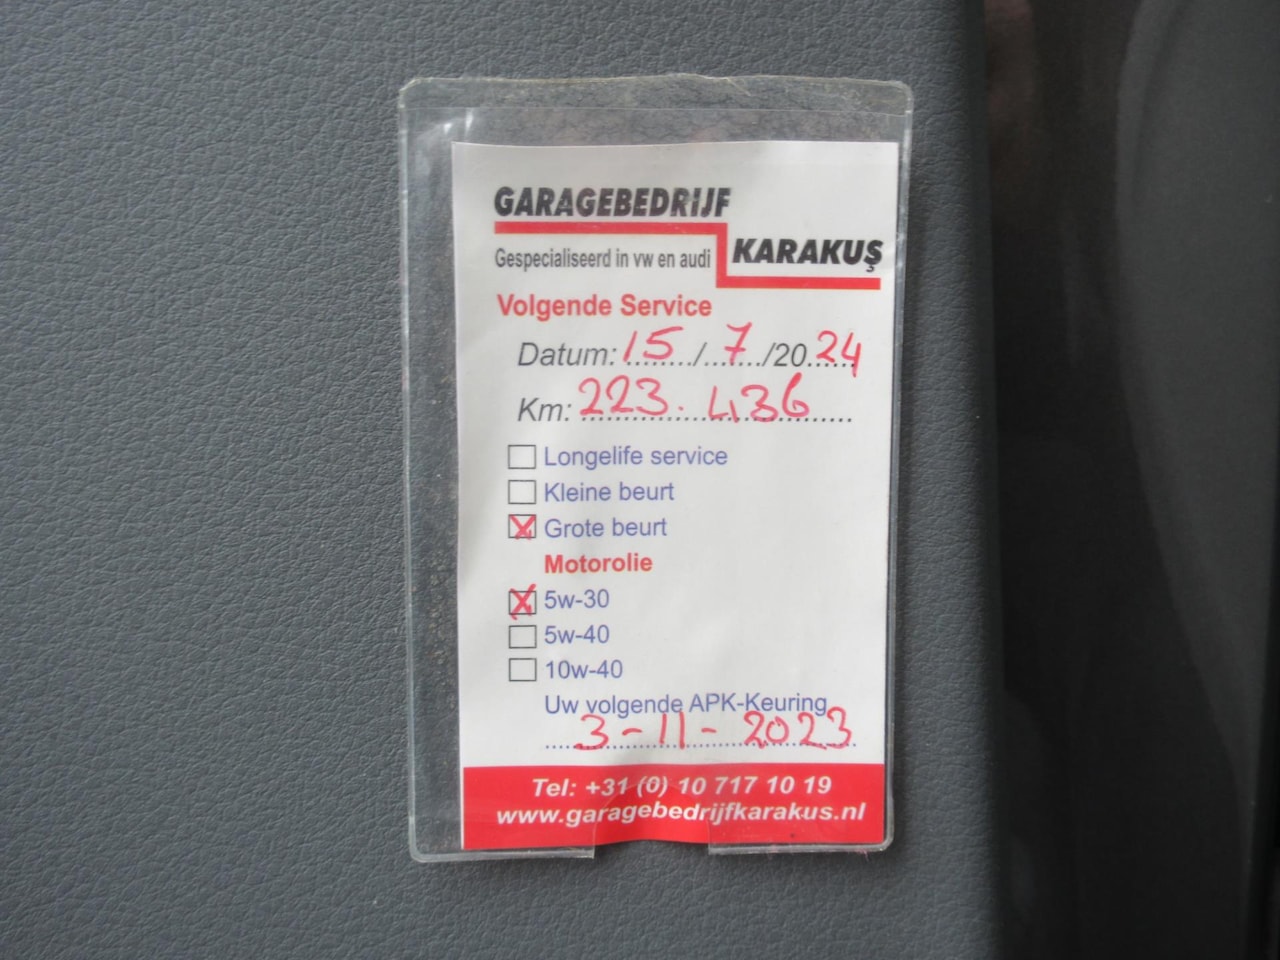 GARAGEBEDRIJF
KARAKUŞ
Gespecialiseerd in vw en audi
Volgende Service
Datum: 15 / 7 /20 24
Km: 223.436
Longelife service
Kleine beurt
X Grote beurt
Motorolie
X 5w-30
5w-40
10w-40
Uw volgende APK-Keuring
3-11-2023
Tel: +31 (0) 10 717 10 19
www.garagebedrijfkarakus.nl